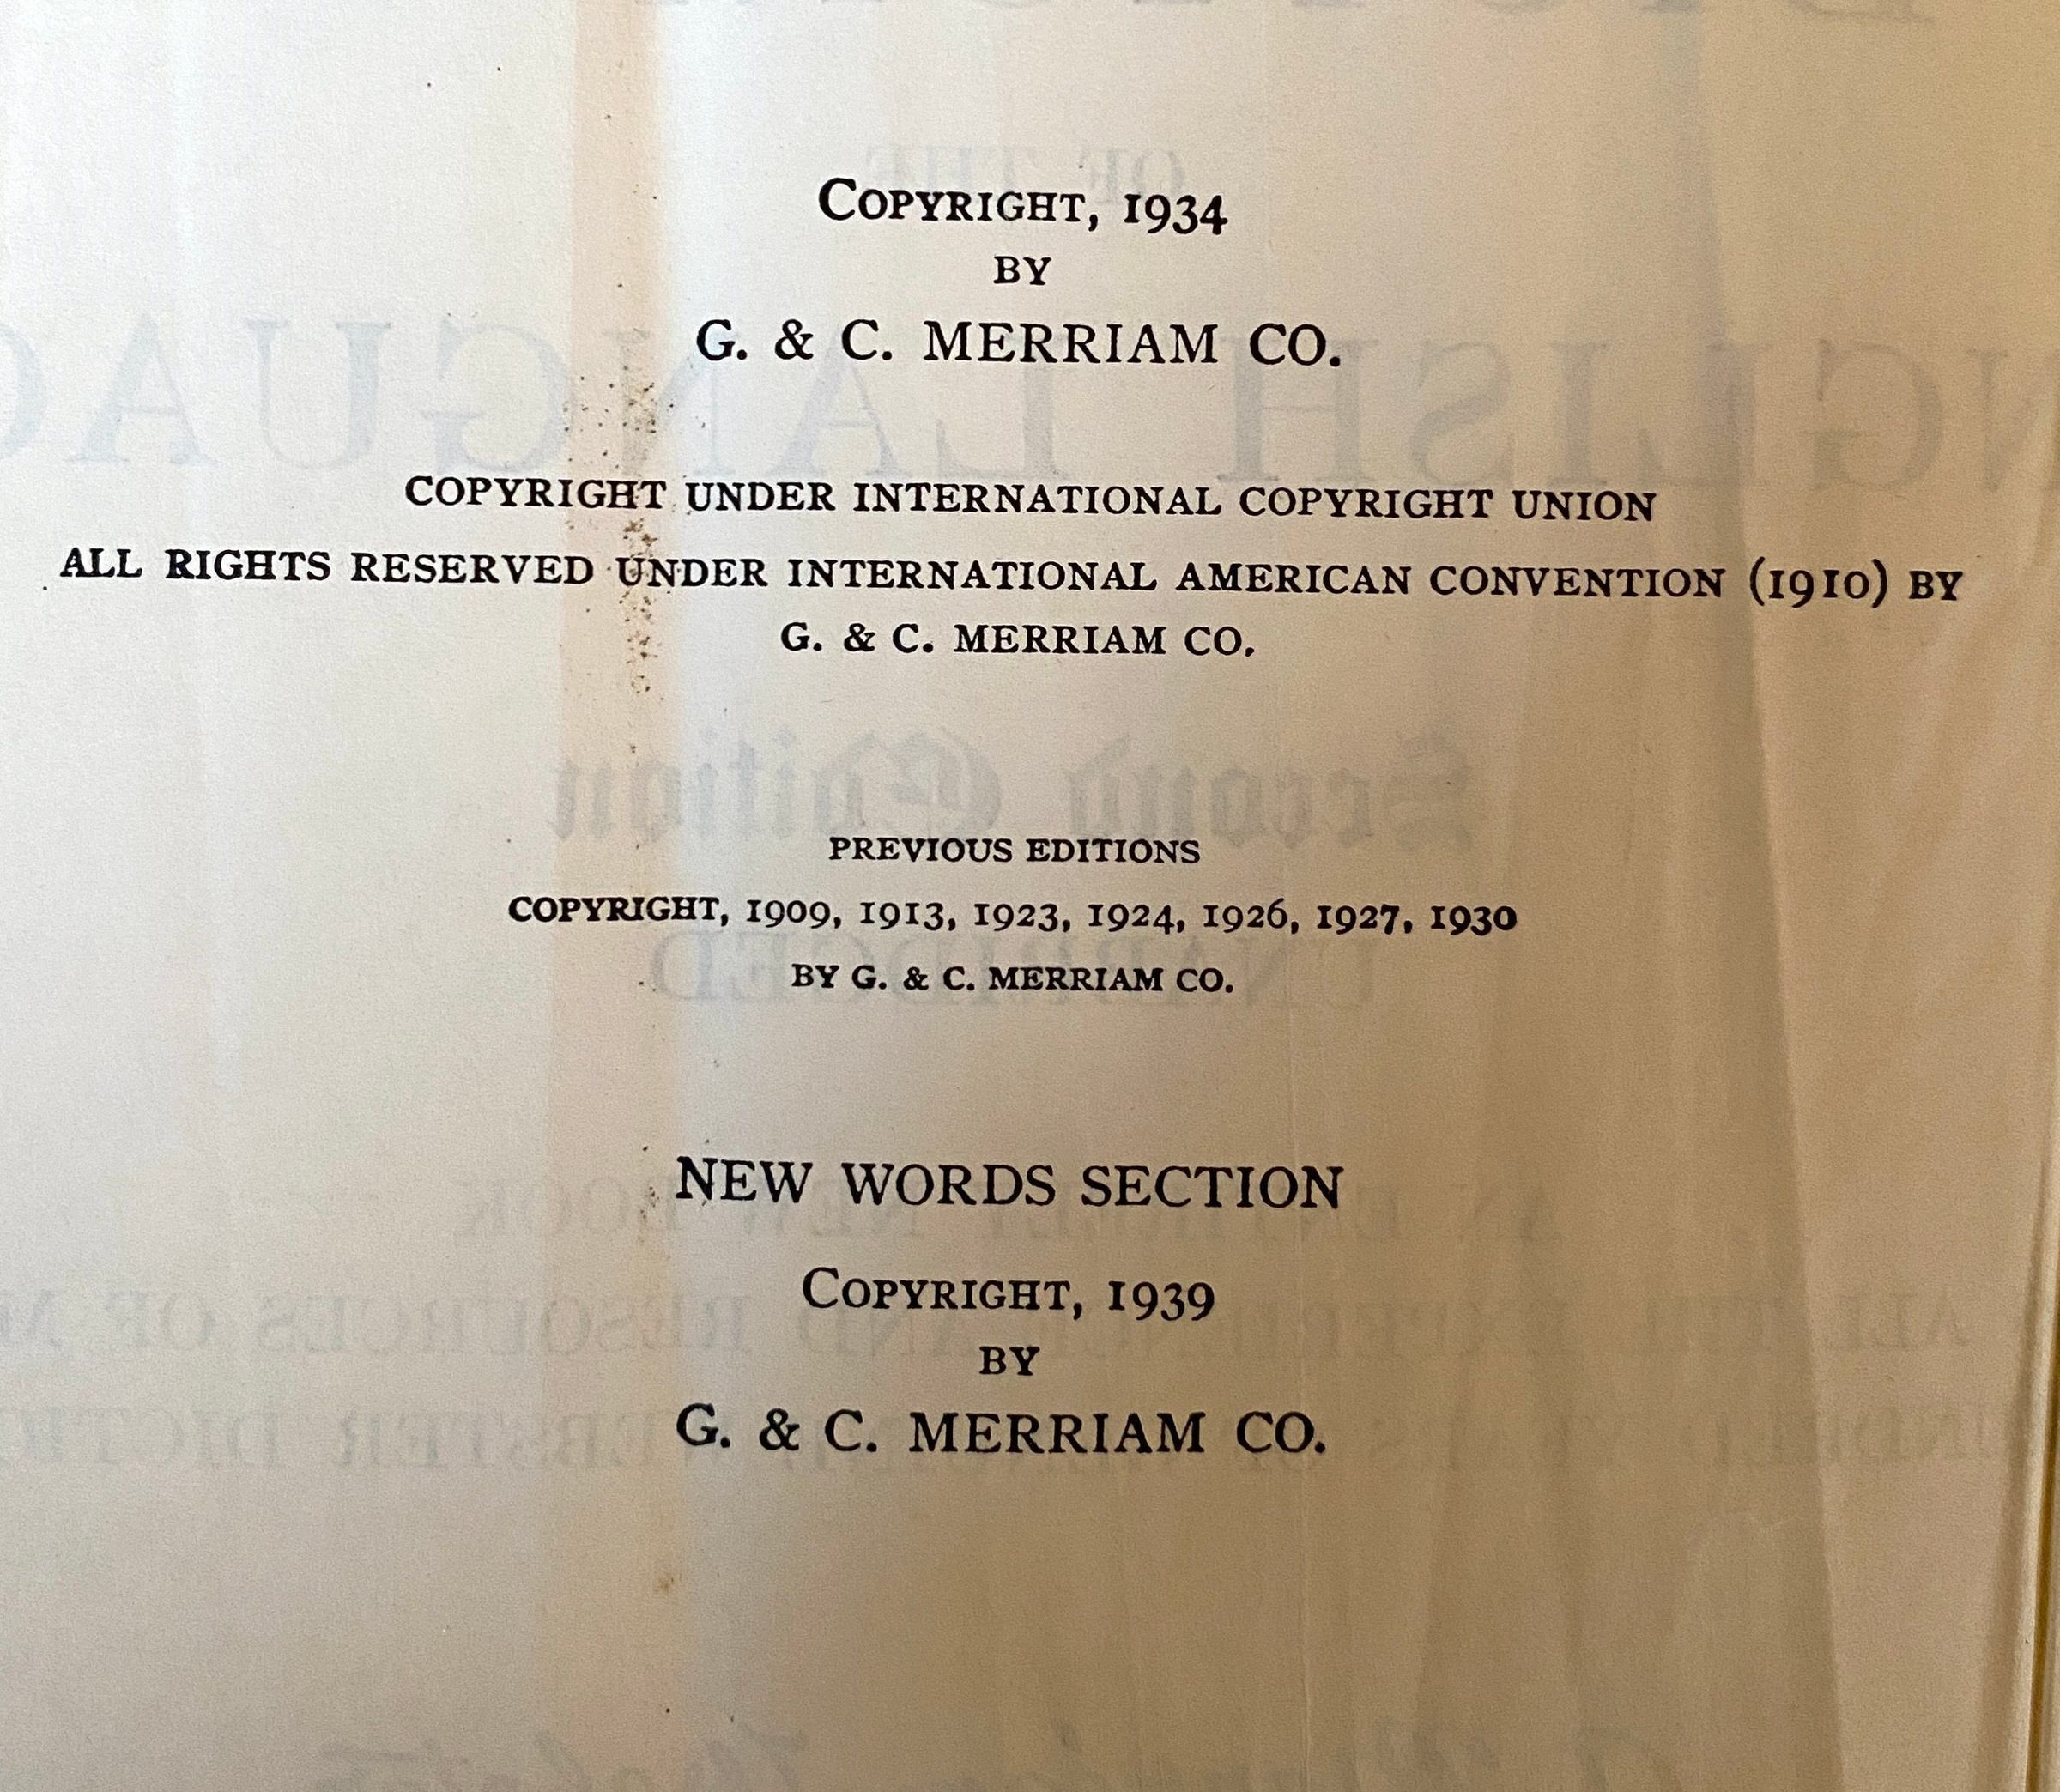 COPYRIGHT, 1934
BY
G. & C. MERRIAM CO.
COPYRIGHT UNDER INTERNATIONAL COPYRIGHT UNION
ALL RIGHTS RESERVED UNDER INTERNATIONAL AMERICAN CONVENTION (1910) BY
G. & C. MERRIAM CO.
PREVIOUS EDITIONS
COPYRIGHT, 1909, 1913, 1923, 1924, 1926, 1927, 1930
BY G. & C. MERRIAM CO.
NEW WORDS SECTION
COPYRIGHT, 1939
BY
G. & C. MERRIAM CO.